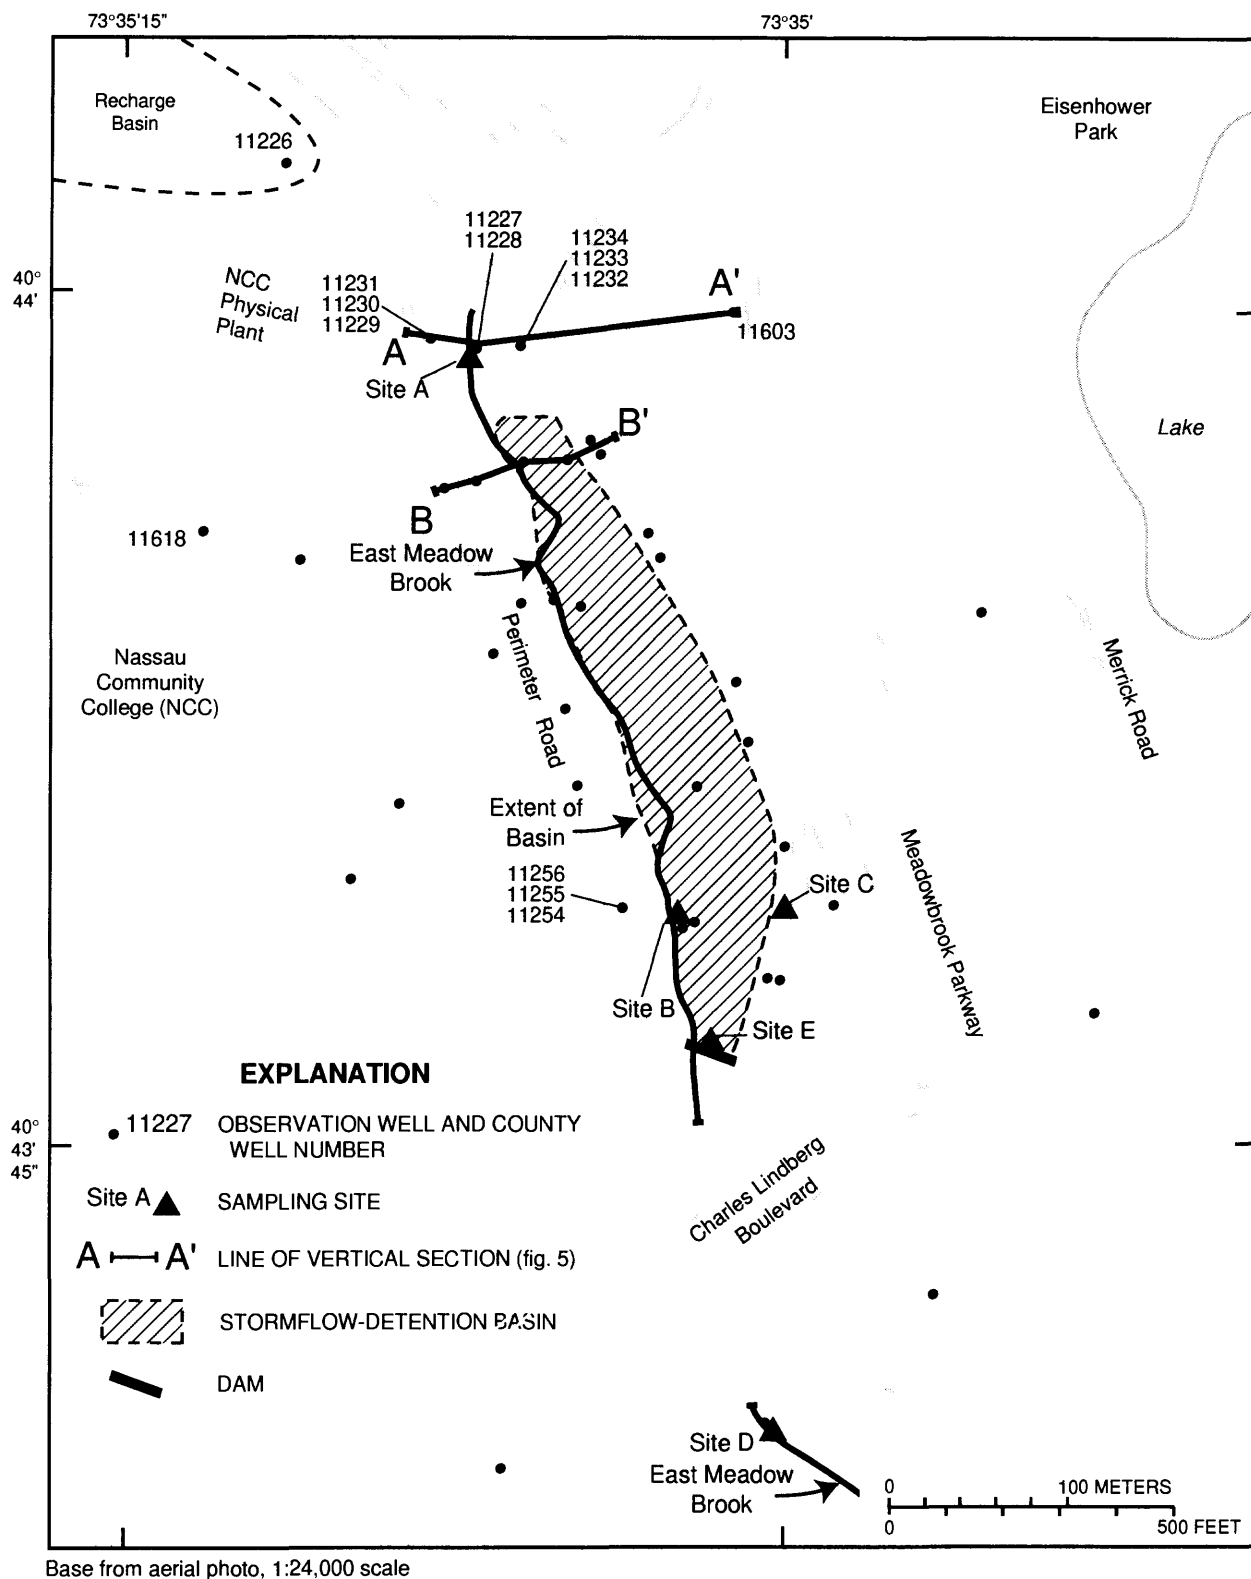 73°35'15"
73°35'
Recharge
Basin
11226
Eisenhower
Park
11227
11228
11234
11233
11232
40°
44'
NCC
Physical
Plant
11231
11230
11229
A
A'
11603
Site A
B'
B
Lake
11618
East Meadow
Brook
Perimeter Road
Nassau
Community
College (NCC)
Merrick Road
Extent of
Basin
Meadowbrook Parkway
11256
11255
11254
Site C
Site B
Site E
EXPLANATION
11227 OBSERVATION WELL AND COUNTY
WELL NUMBER
40°
43'
45"
Site A SAMPLING SITE
A A' LINE OF VERTICAL SECTION (fig. 5)
STORMFLOW-DETENTION BASIN
DAM
Charles Lindberg
Boulevard
Site D
East Meadow
Brook
0 100 METERS
0 500 FEET
Base from aerial photo, 1:24,000 scale